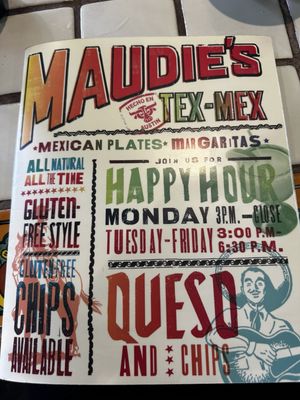 MAUDIE'S
HECHO EN
AUSTIN
TEX-MEX
★MEXICAN PLATES★MARGARITAS★
ALL NATURAL
ALL THE TIME
GLUTEN-
FREE STYLE
GLUTEN FREE
CHIPS
AVAILABLE
JOIN US FOR
HAPPY HOUR
MONDAY 3P.M.-CLOSE
TUESDAY-FRIDAY 3:00 P.M-
6:30 P.M.
QUESO
AND ★★★ CHIPS